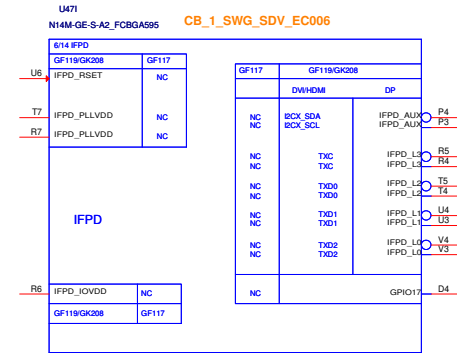 U47I
N14M-GE-S-A2_FCBGA595
CB_1_SWG_SDV_EC006
6/14 IFPD
GF119/GK208 GF117
U6 IFPD_RSET NC
T7 IFPD_PLLVDD NC
R7 IFPD_PLLVDD NC
GF117 GF119/GK208
DVI/HDMI DP
NC I2CX_SDA IFPD_AUX P4
NC I2CX_SCL IFPD_AUX P3
NC TXC IFPD_L3 R5
NC TXC IFPD_L3 R4
NC TXD0 IFPD_L2 T5
NC TXD0 IFPD_L2 T4
NC TXD1 IFPD_L1 U4
NC TXD1 IFPD_L1 U3
NC TXD2 IFPD_L0 V4
NC TXD2 IFPD_L0 V3
IFPD
R6 IFPD_IOVDD NC
GF119/GK208 GF117
NC GPIO17 D4